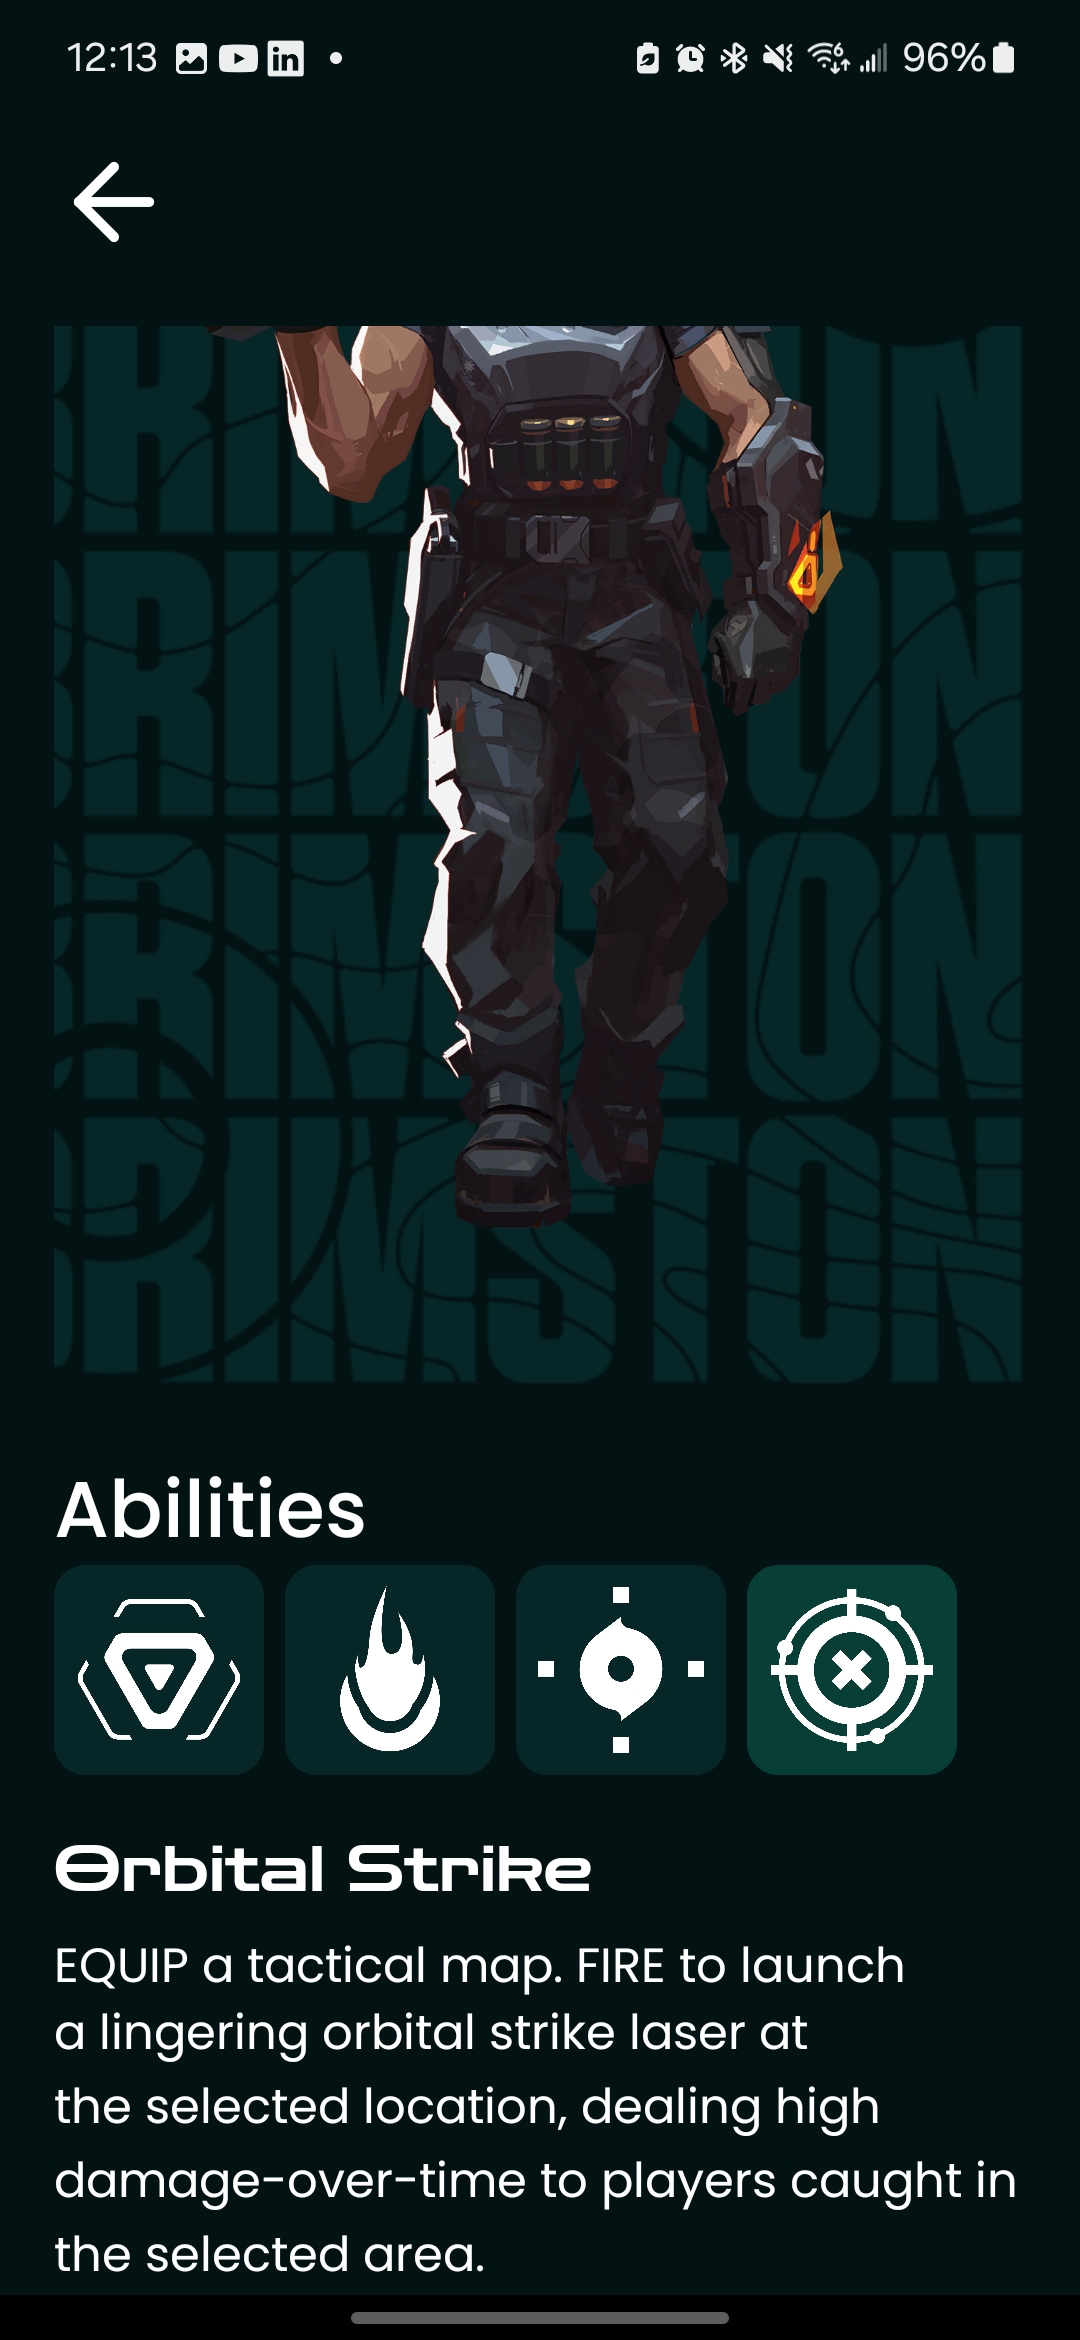 12:13
96%
BRIMSTON
BRIMSTON
BRIMSTON
BRIMSTON
Abilities
Orbital Strike
EQUIP a tactical map. FIRE to launch
a lingering orbital strike laser at
the selected location, dealing high
damage-over-time to players caught in
the selected area.